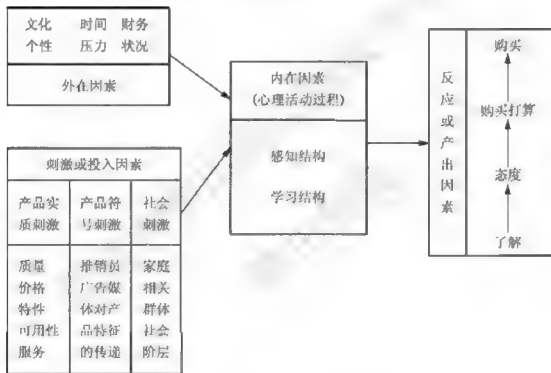 文化 时间 财务
个性 压力 状况
外在因素
刺激或投入因素
产品实
质刺激
产品符
号刺激
社会
刺激
质量
价格
特性
可用性
服务
推销员
广告媒
体对产
品特征
的传递
家庭
相关
群体
社会
阶层
内在因素
(心理活动过程)
感知结构
学习结构
反应或产出因素
购买
购买打算
态度
了解